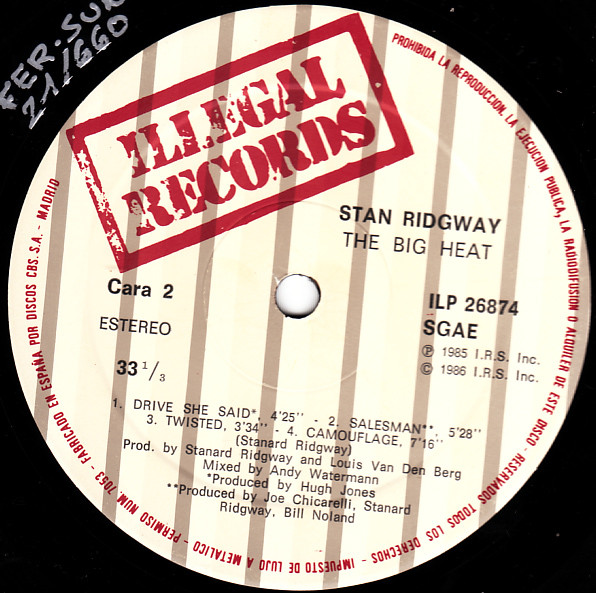 FER. SUR
21/660
ILLEGAL
RECORDS
STAN RIDGWAY
THE BIG HEAT
Cara 2
ESTEREO
33 1/3
ILP 26874
SGAE
℗ 1985 I.R.S. Inc.
© 1986 I.R.S. Inc.
1. DRIVE SHE SAID*, 4'25" - 2. SALESMAN**, 5'28"
3. TWISTED, 3'34" - 4. CAMOUFLAGE, 7'16"
(Stanard Ridgway)
Prod. by Stanard Ridgway and Louis Van Den Berg
Mixed by Andy Watermann
*Produced by Hugh Jones
**Produced by Joe Chicarelli, Stanard
Ridgway, Bill Noland
PROHIBIDA LA REPRODUCCION, LA EJECUCION PUBLICA, LA RADIODIFUSION O ALQUILER DE ESTE DISCO - RESERVADOS TODOS LOS DERECHOS - IMPUESTO DE LUJO A METALICO - PERMISO NUM. 7053 - FABRICADO EN ESPAÑA POR DISCOS CBS. S.A. - MADRID